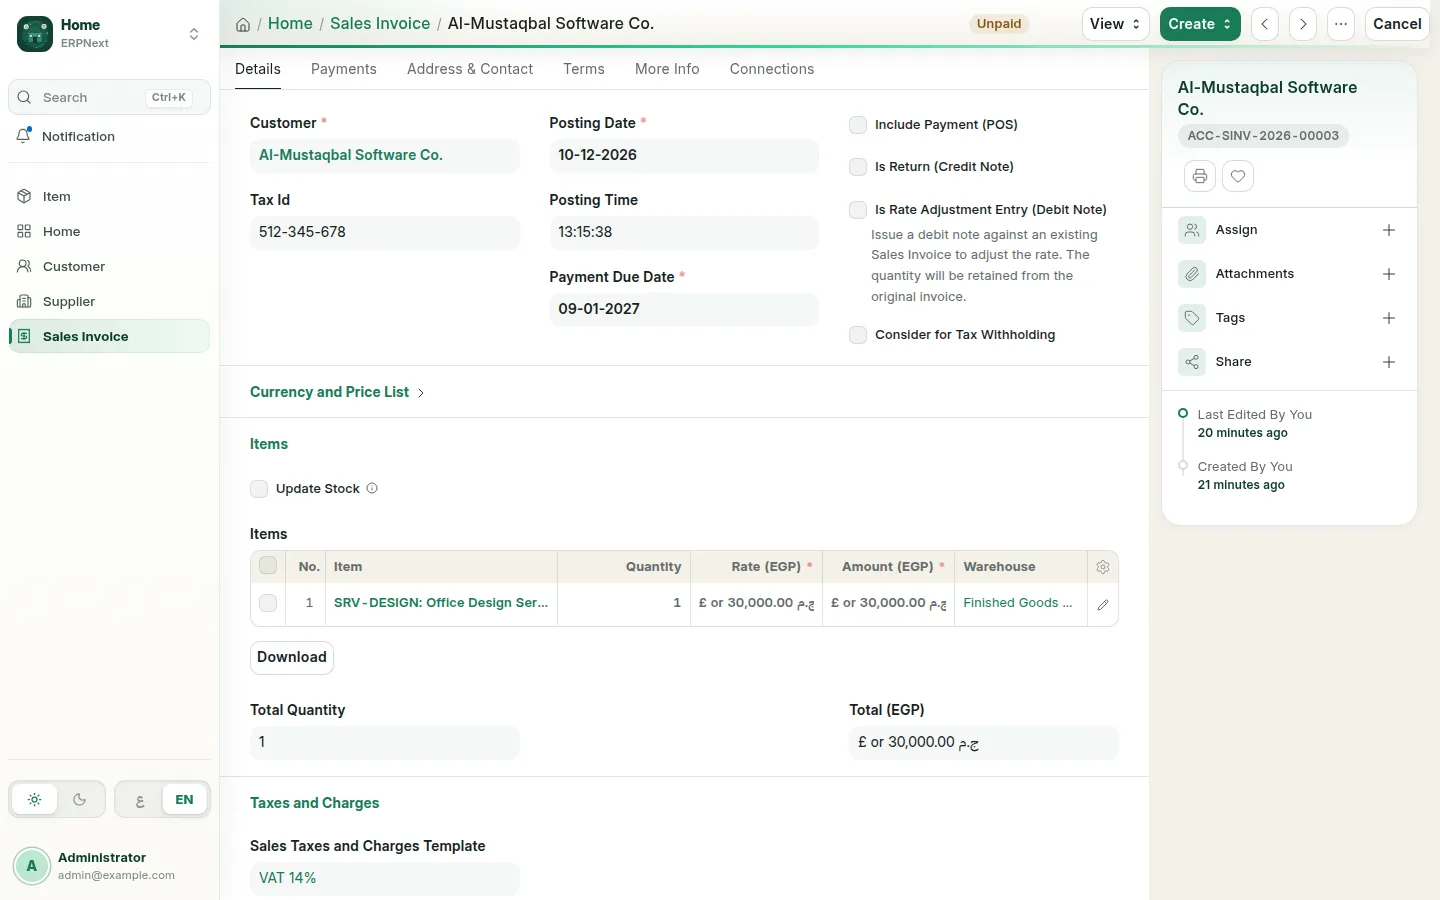 Home
ERPNext
Search
Ctrl+K
Notification
Item
Home
Customer
Supplier
Sales Invoice
ع
EN
A
Administrator
admin@example.com
/ Home / Sales Invoice / Al-Mustaqbal Software Co.
Unpaid
View
Create
Cancel
Details
Payments
Address & Contact
Terms
More Info
Connections
Customer *
Al-Mustaqbal Software Co.
Tax Id
512-345-678
Posting Date *
10-12-2026
Posting Time
13:15:38
Payment Due Date *
09-01-2027
Include Payment (POS)
Is Return (Credit Note)
Is Rate Adjustment Entry (Debit Note)
Issue a debit note against an existing
Sales Invoice to adjust the rate. The
quantity will be retained from the
original invoice.
Consider for Tax Withholding
Currency and Price List
Items
Update Stock
Items
No. Item Quantity Rate (EGP) * Amount (EGP) * Warehouse
1 SRV-DESIGN: Office Design Ser... 1 £ or 30,000.00 ج.م £ or 30,000.00 ج.م Finished Goods ...
Download
Total Quantity
1
Total (EGP)
£ or 30,000.00 ج.م
Taxes and Charges
Sales Taxes and Charges Template
VAT 14%
Al-Mustaqbal Software
Co.
ACC-SINV-2026-00003
Assign
Attachments
Tags
Share
Last Edited By You
20 minutes ago
Created By You
21 minutes ago